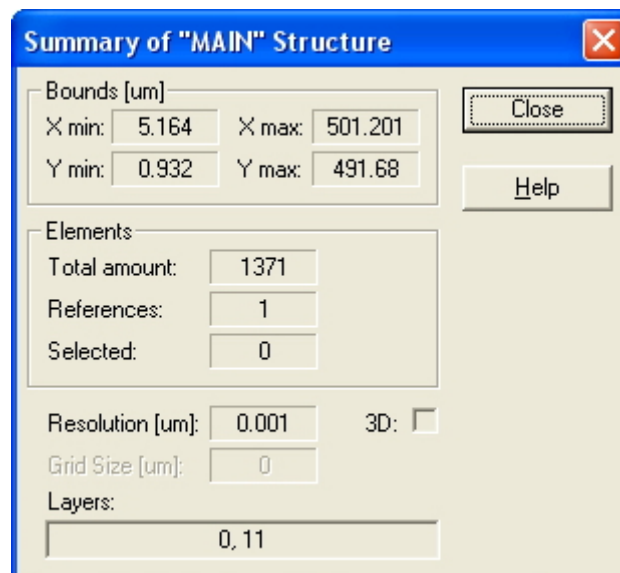 Summary of "MAIN" Structure
Bounds [um]
X min: 5.164 X max: 501.201
Y min: 0.932 Y max: 491.68
Close
Help
Elements
Total amount: 1371
References: 1
Selected: 0
Resolution [um]: 0.001 3D:
Grid Size [um]: 0
Layers:
0, 11